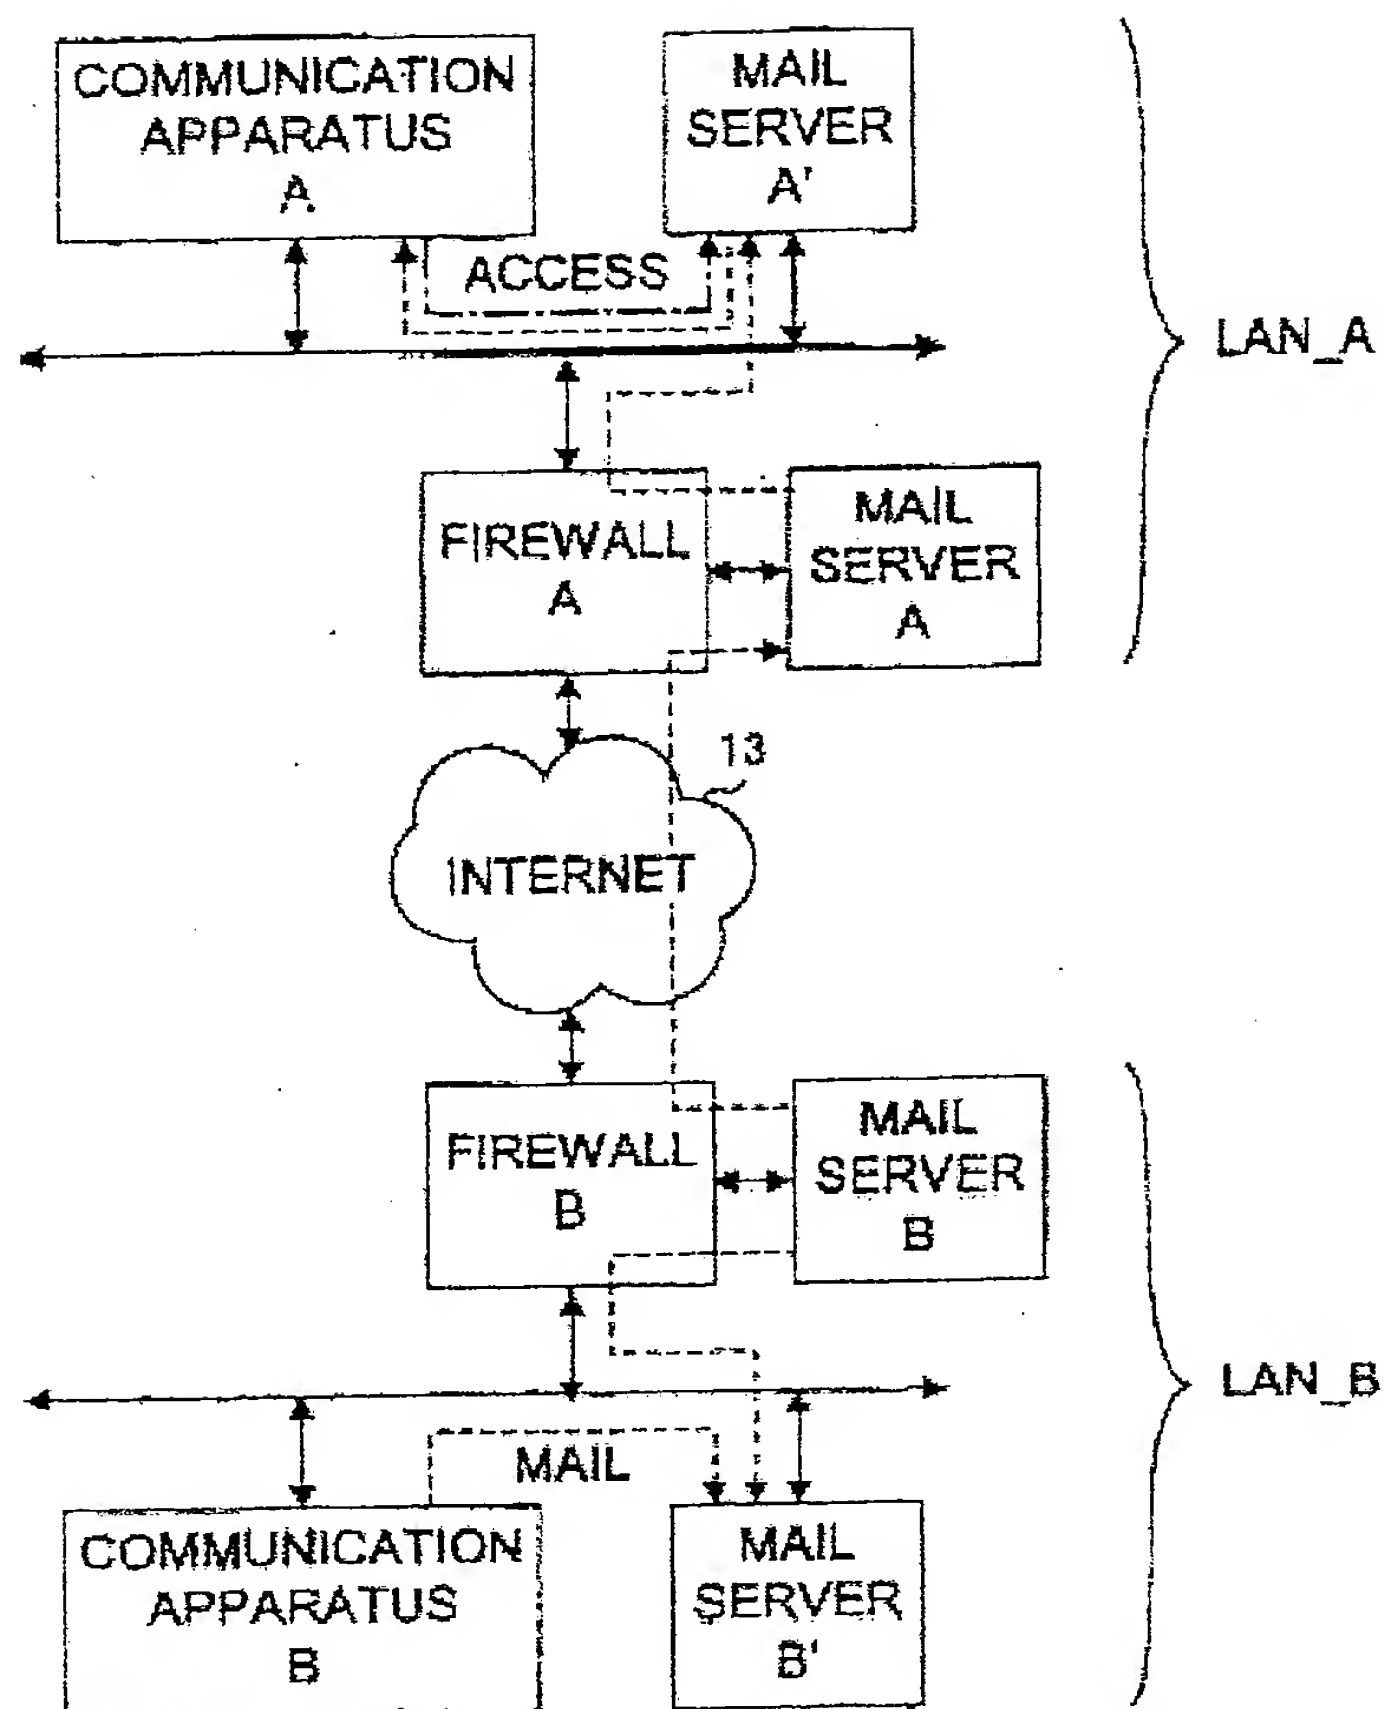 COMMUNICATION
APPARATUS
A
MAIL
SERVER
A'
ACCESS
LAN_A
FIREWALL
A
MAIL
SERVER
A
13
INTERNET
FIREWALL
B
MAIL
SERVER
B
LAN_B
MAIL
COMMUNICATION
APPARATUS
B
MAIL
SERVER
B'